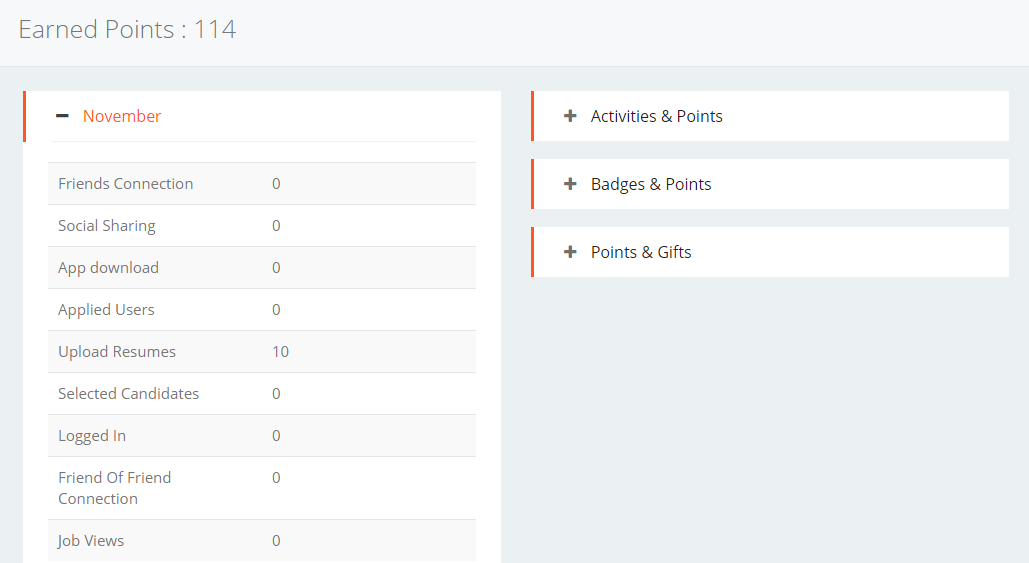 Earned Points : 114
November
Friends Connection 0
Social Sharing 0
App download 0
Applied Users 0
Upload Resumes 10
Selected Candidates 0
Logged In 0
Friend Of Friend 0
Connection
Job Views 0
Activities & Points
Badges & Points
Points & Gifts